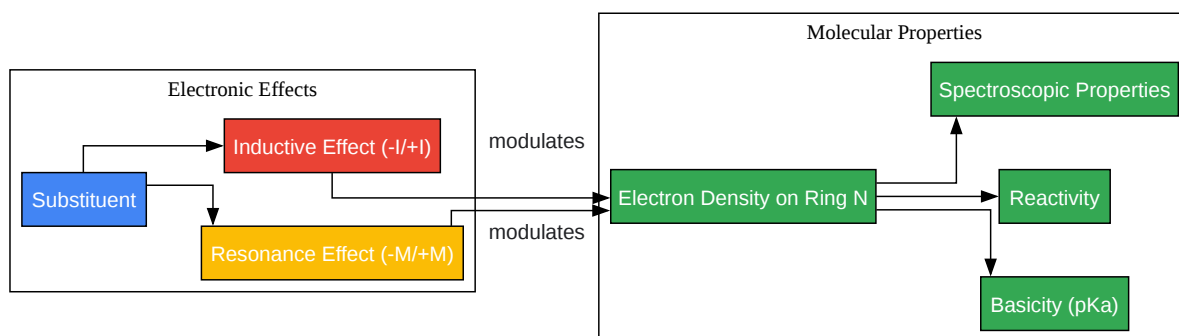 Molecular Properties
Electronic Effects
Spectroscopic Properties
Inductive Effect (-I/+I)
modulates
Substituent
Electron Density on Ring N
Reactivity
Resonance Effect (-M/+M)
modulates
Basicity (pKa)